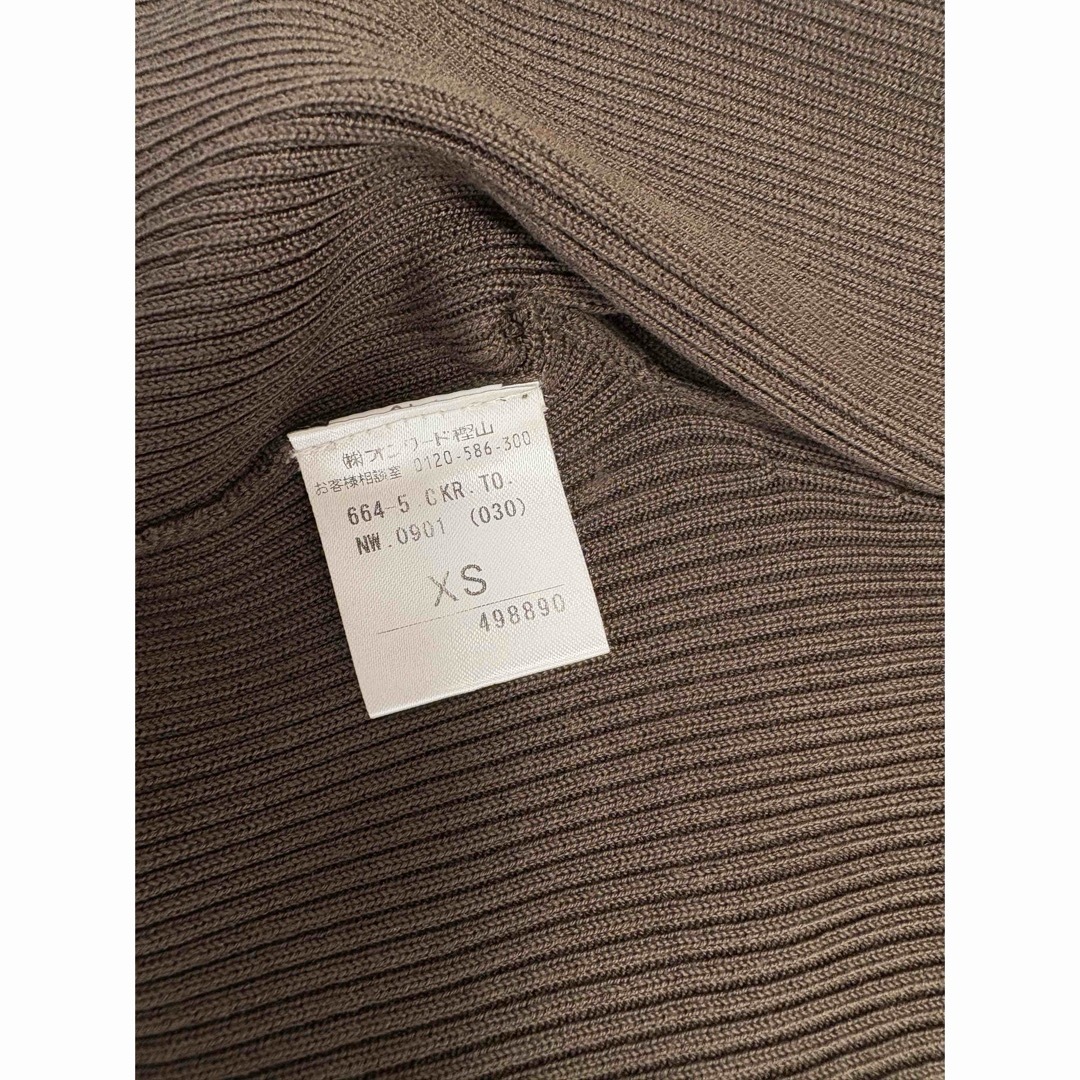 ㈱オンワード樫山
お客様相談室 0120-586-300
664-5 CKR.TO.
NW.0901 (030)
XS
498890